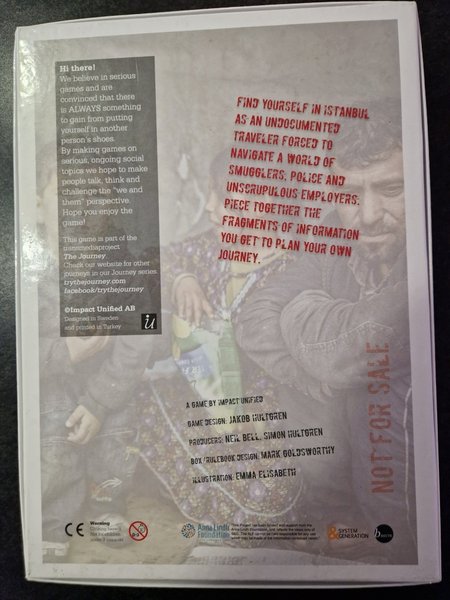 Hi there!
We believe in serious
games and are
convinced that there
is ALWAYS something
to gain from putting
yourself in another
person's shoes.
By making games on
serious, ongoing social
topics we hope to make
people talk, think and
challenge the "we and
them" perspective.
Hope you enjoy the
game!
This game is part of the
The Journey
Check our website for other
journeys in our Journey series
trythejourney.com
facebook/trythejourney
©Impact Unified AB
Designed in Sweden
and printed in Turkey
iu
FIND YOURSELF IN ISTANBUL
AS AN UNDOCUMENTED
TRAVELER FORCED TO
NAVIGATE A WORLD OF
SMUGGLERS, POLICE AND
UNSCRUPULOUS EMPLOYERS.
PIECE TOGETHER THE
FRAGMENTS OF INFORMATION
YOU GET TO PLAN YOUR OWN
JOURNEY.
NOT FOR SALE
A GAME BY IMPACT UNIFIED
GAME DESIGN: JAKOB HULTGREN
PRODUCERS: NEIL BELL, SIMON HULTGREN
BOX/RULEBOOK DESIGN: MARK GOLDSWORTHY
ILLUSTRATION: EMMA ELISABETH
CE
Warning
0-3
Anna Lindh
Foundation
SYSTEM
& GENERATION